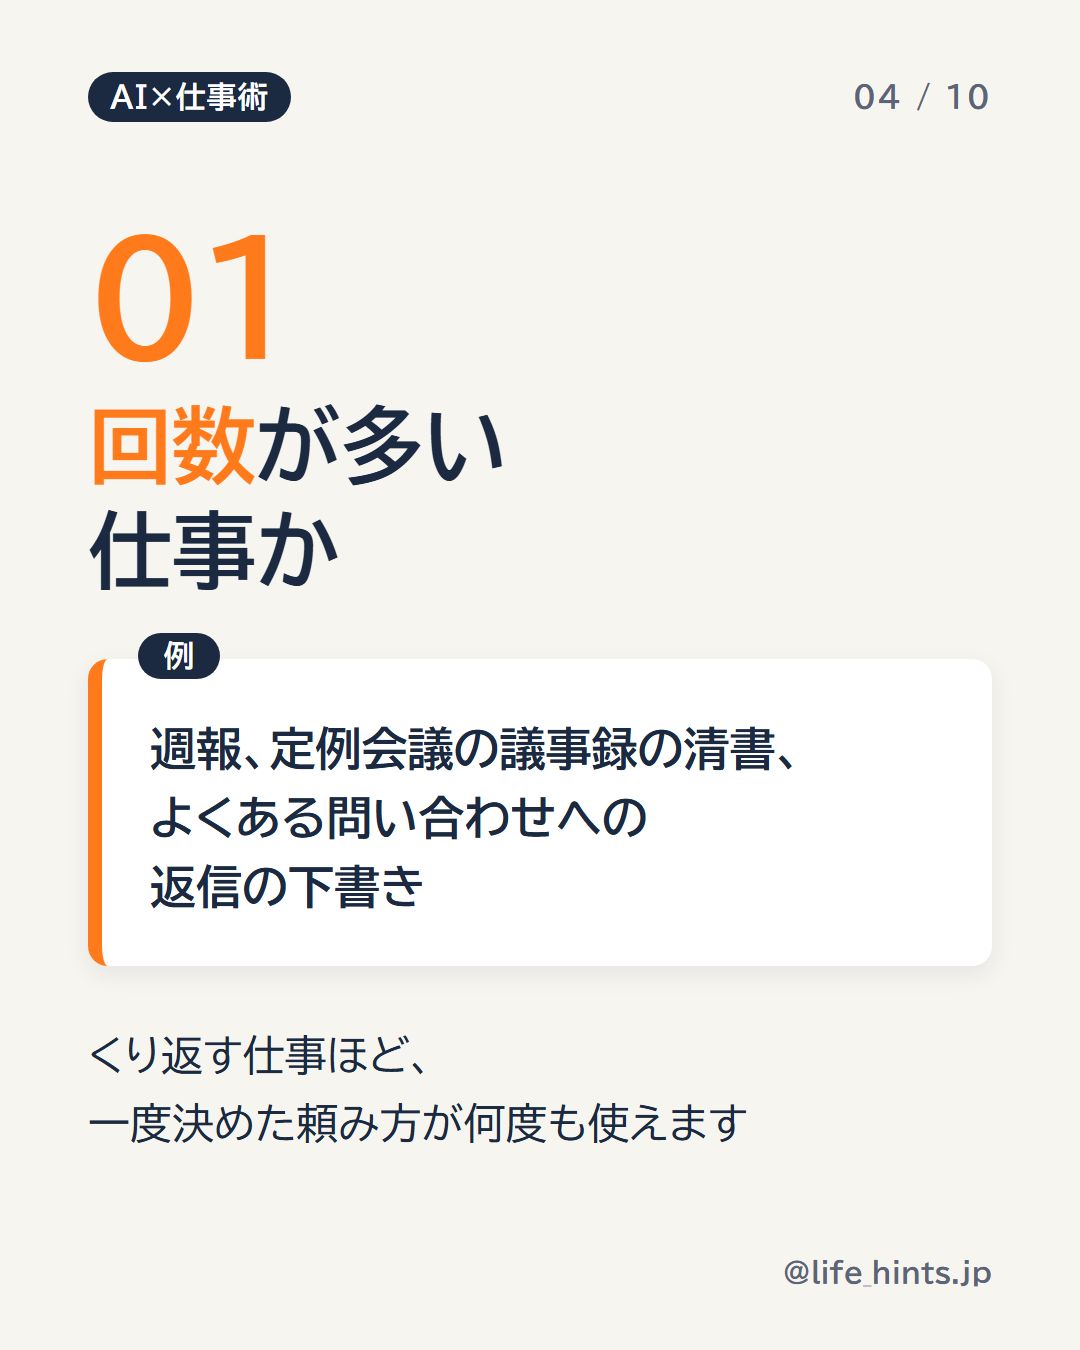 AI×仕事術
04 / 10
01
回数が多い
仕事か
例
週報、定例会議の議事録の清書、
よくある問い合わせへの
返信の下書き
くり返す仕事ほど、
一度決めた頼み方が何度も使えます
@life_hints.jp